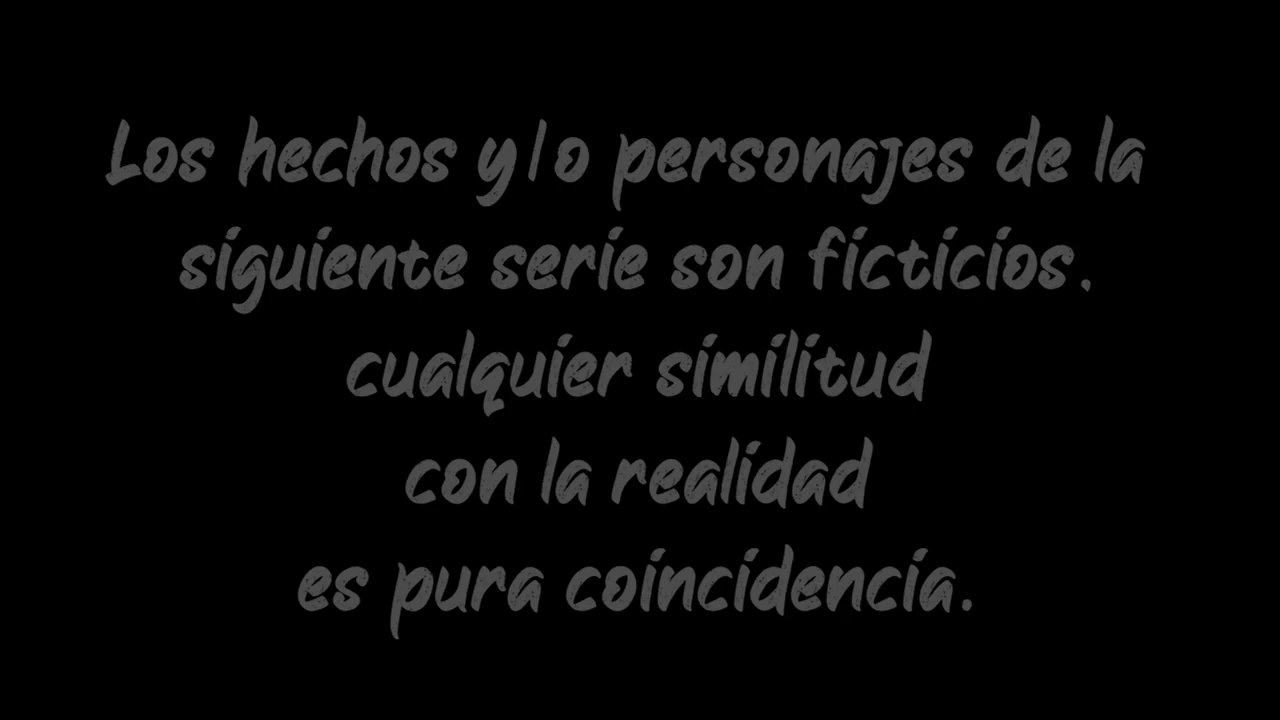 Los hechos y/o personajes de la
siguiente serie son ficticios.
cualquier similitud
con la realidad
es pura coincidencia.